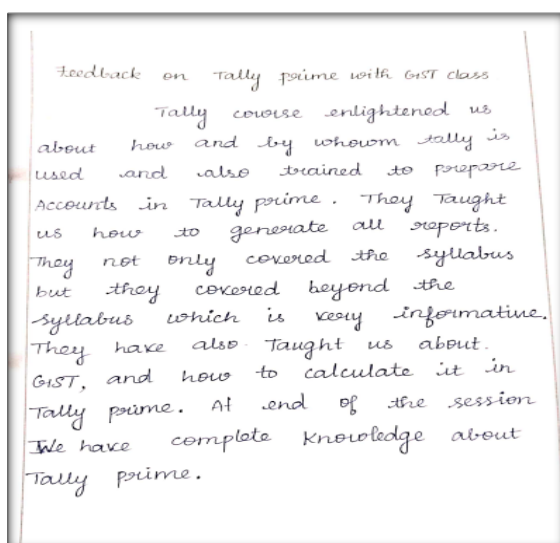 Feedback on Tally prime with GST class
Tally course enlightened us
about how and by whowm tally is
used and also trained to prepare
Accounts in Tally prime. They Taught
us how to generate all reports.
They not only covered the syllabus
but they covered beyond the
syllabus which is very informative.
They have also Taught us about
GST, and how to calculate it in
Tally prime. At end of the session
We have complete knowledge about
Tally prime.